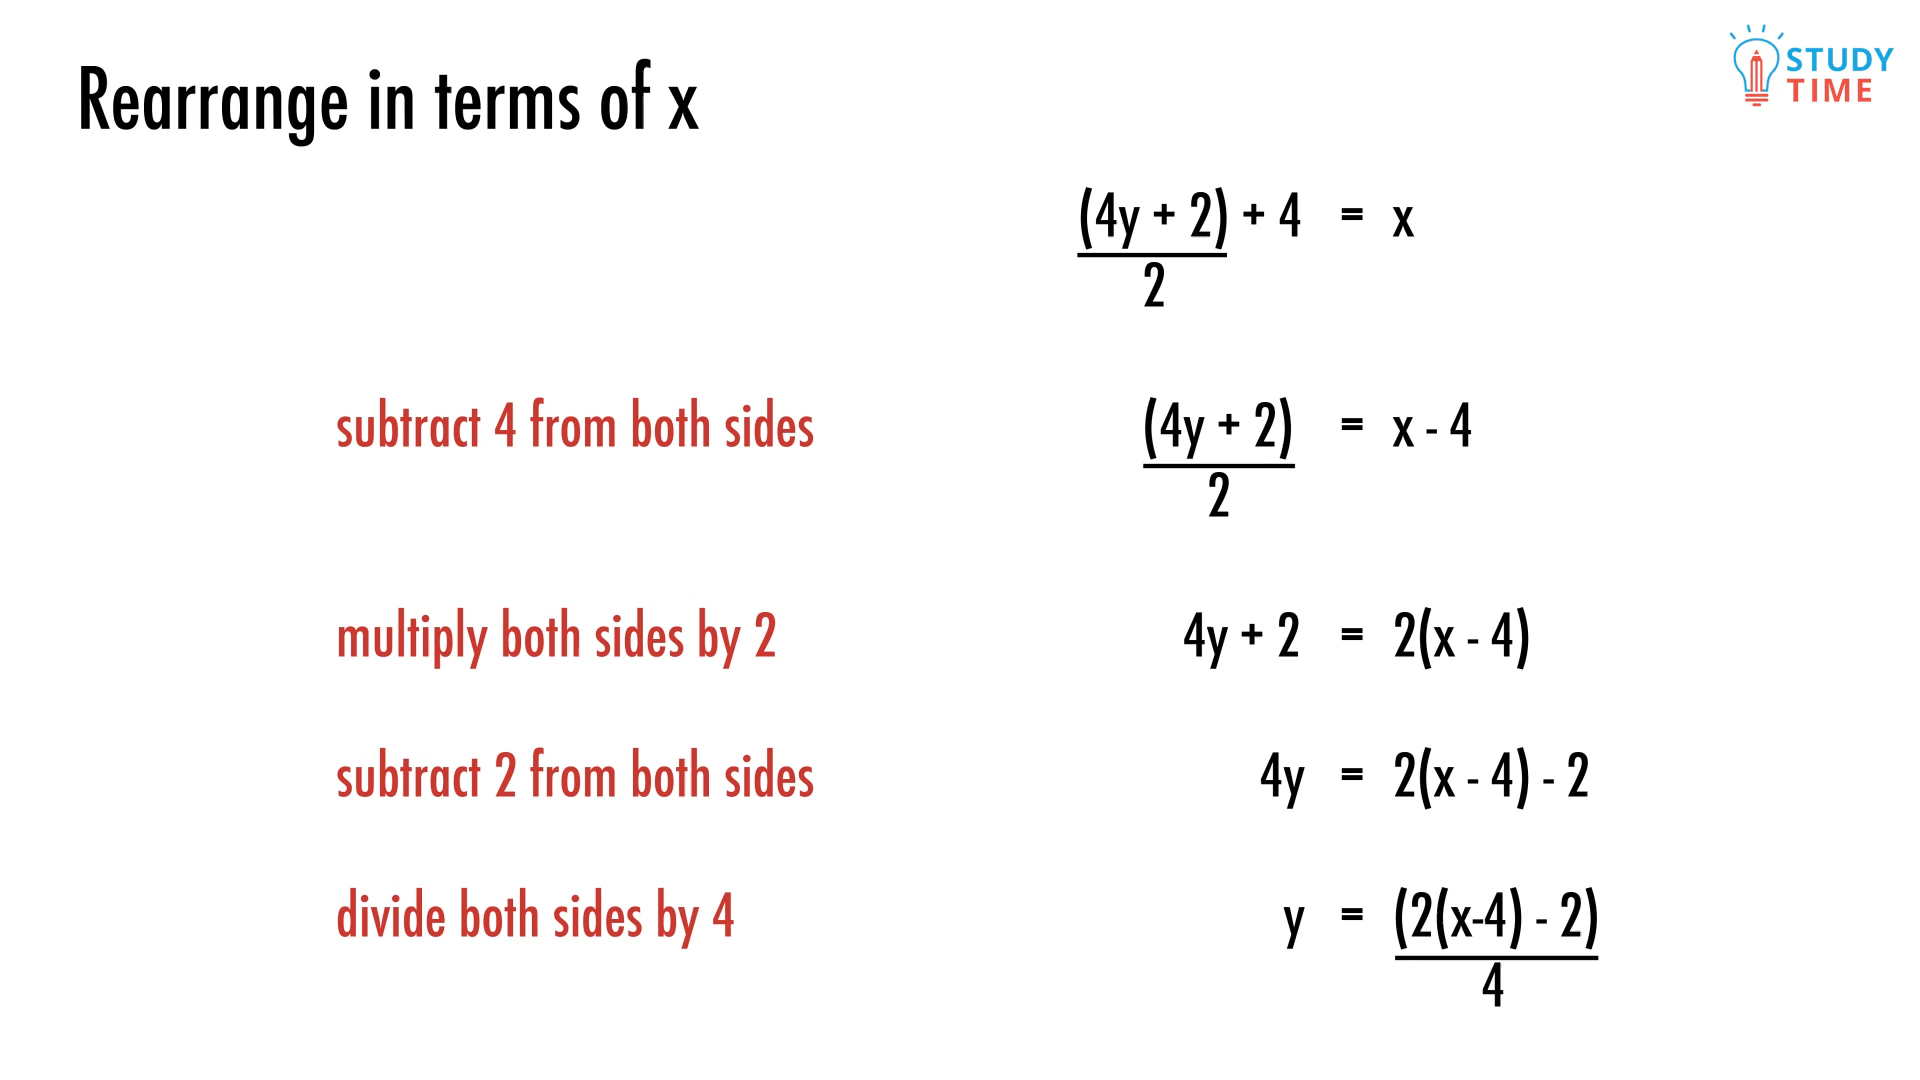 Rearrange in terms of x
STUDY
TIME
(4y + 2) + 4 = x
2
subtract 4 from both sides (4y + 2) = x - 4
2
multiply both sides by 2 4y + 2 = 2(x - 4)
subtract 2 from both sides 4y = 2(x - 4) - 2
divide both sides by 4 y = (2(x-4) - 2)
4